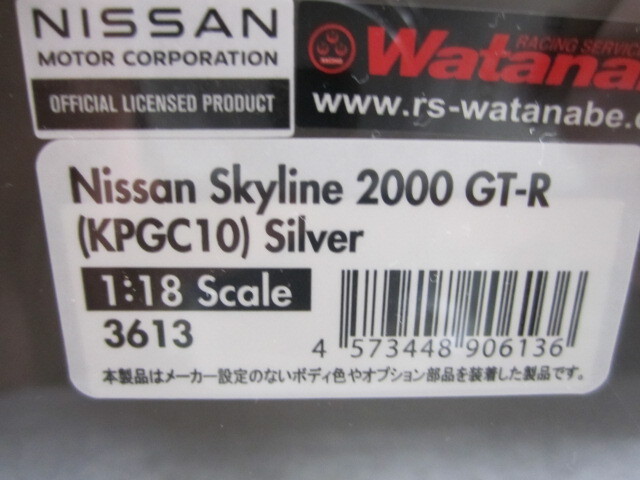 NISSAN
MOTOR CORPORATION
OFFICIAL LICENSED PRODUCT
RACING SERVICE
Watana
www.rs-watanabe.c
Nissan Skyline 2000 GT-R
(KPGC10) Silver
1:18 Scale
3613
4 573448 906136
本製品はメーカー設定のないボディ色やオプション部品を装着した製品です。